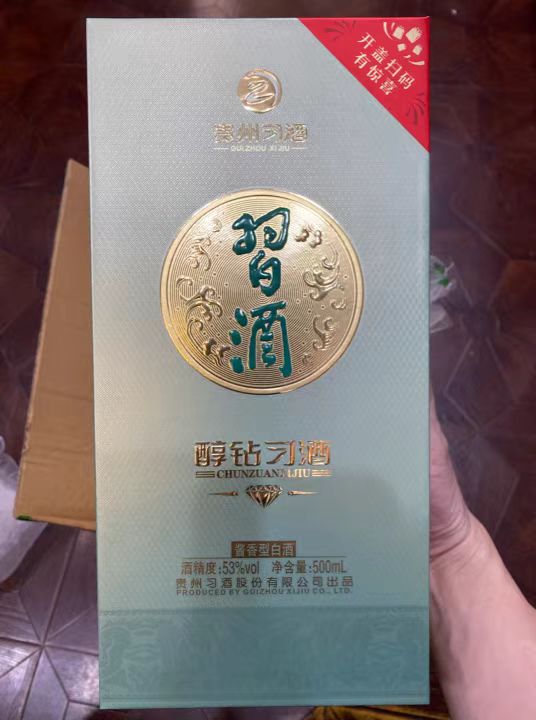 开盖扫码
有惊喜
贵州习酒
GUIZHOU XIJIU
習酒
醇钻习酒
CHUNZUANXIJIU
酱香型白酒
酒精度:53%vol 净含量:500mL
贵州习酒股份有限公司出品
PRODUCED BY GUIZHOU XIJIU CO., LTD.